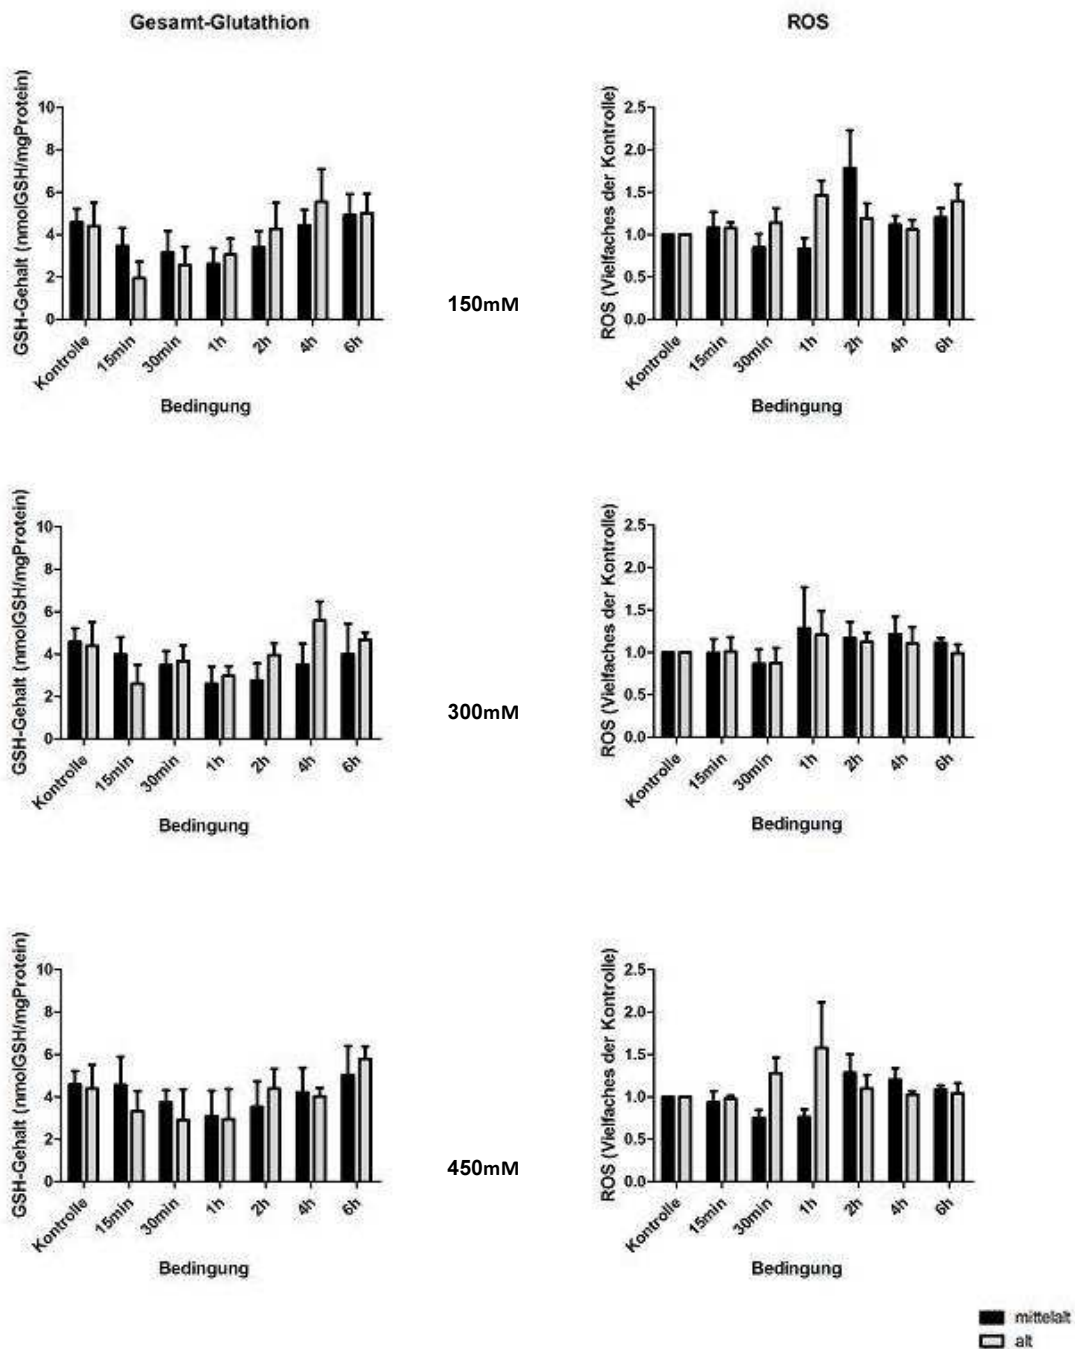 Gesamt-Glutathion
ROS
GSH-Gehalt (nmolGSH/mgProtein)
10
8
6
4
2
0
Kontrolle
15min
30min
1h
2h
4h
6h
Bedingung
150mM
ROS (Vielfaches der Kontrolle)
2.5
2.0
1.5
1.0
0.5
0.0
Kontrolle
15min
30min
1h
2h
4h
6h
Bedingung
GSH-Gehalt (nmolGSH/mgProtein)
10
8
6
4
2
0
Kontrolle
15min
30min
1h
2h
4h
6h
Bedingung
300mM
ROS (Vielfaches der Kontrolle)
2.5
2.0
1.5
1.0
0.5
0.0
Kontrolle
15min
30min
1h
2h
4h
6h
Bedingung
GSH-Gehalt (nmolGSH/mgProtein)
10
8
6
4
2
0
Kontrolle
15min
30min
1h
2h
4h
6h
Bedingung
450mM
ROS (Vielfaches der Kontrolle)
2.5
2.0
1.5
1.0
0.5
0.0
Kontrolle
15min
30min
1h
2h
4h
6h
Bedingung
mittelalt
alt